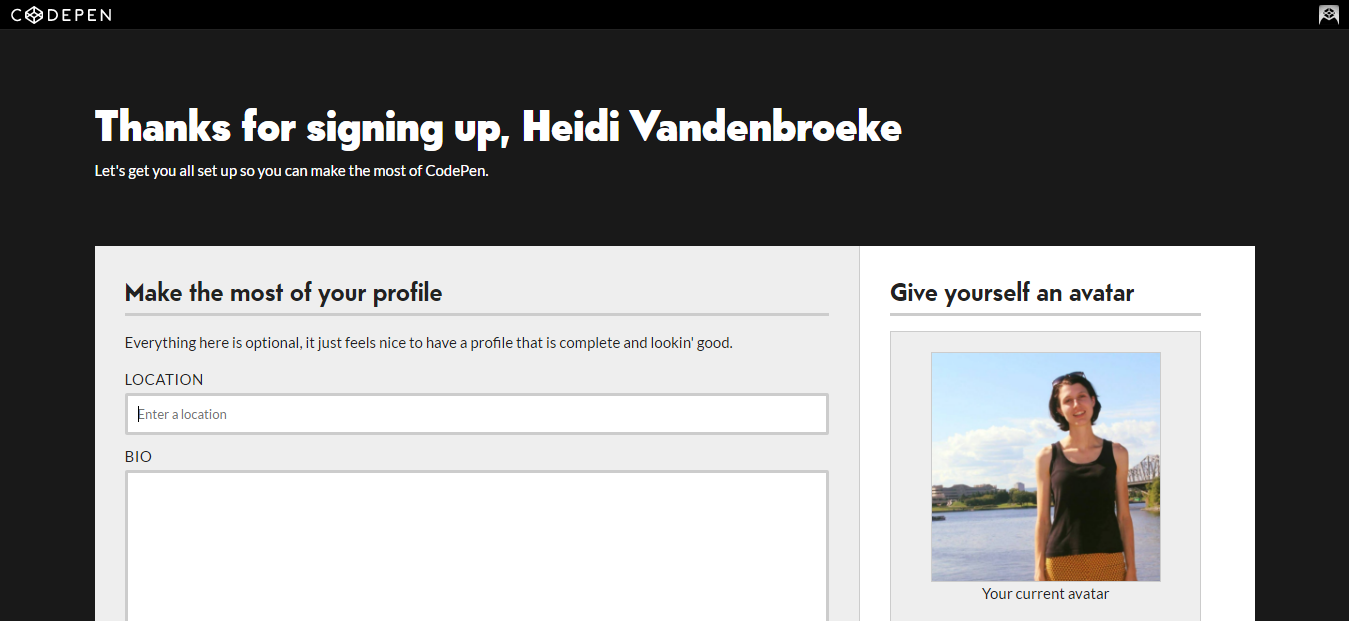 CODEPEN
Thanks for signing up, Heidi Vandenbroeke
Let's get you all set up so you can make the most of CodePen.
Make the most of your profile
Everything here is optional, it just feels nice to have a profile that is complete and lookin' good.
LOCATION
Enter a location
BIO
Give yourself an avatar
Your current avatar